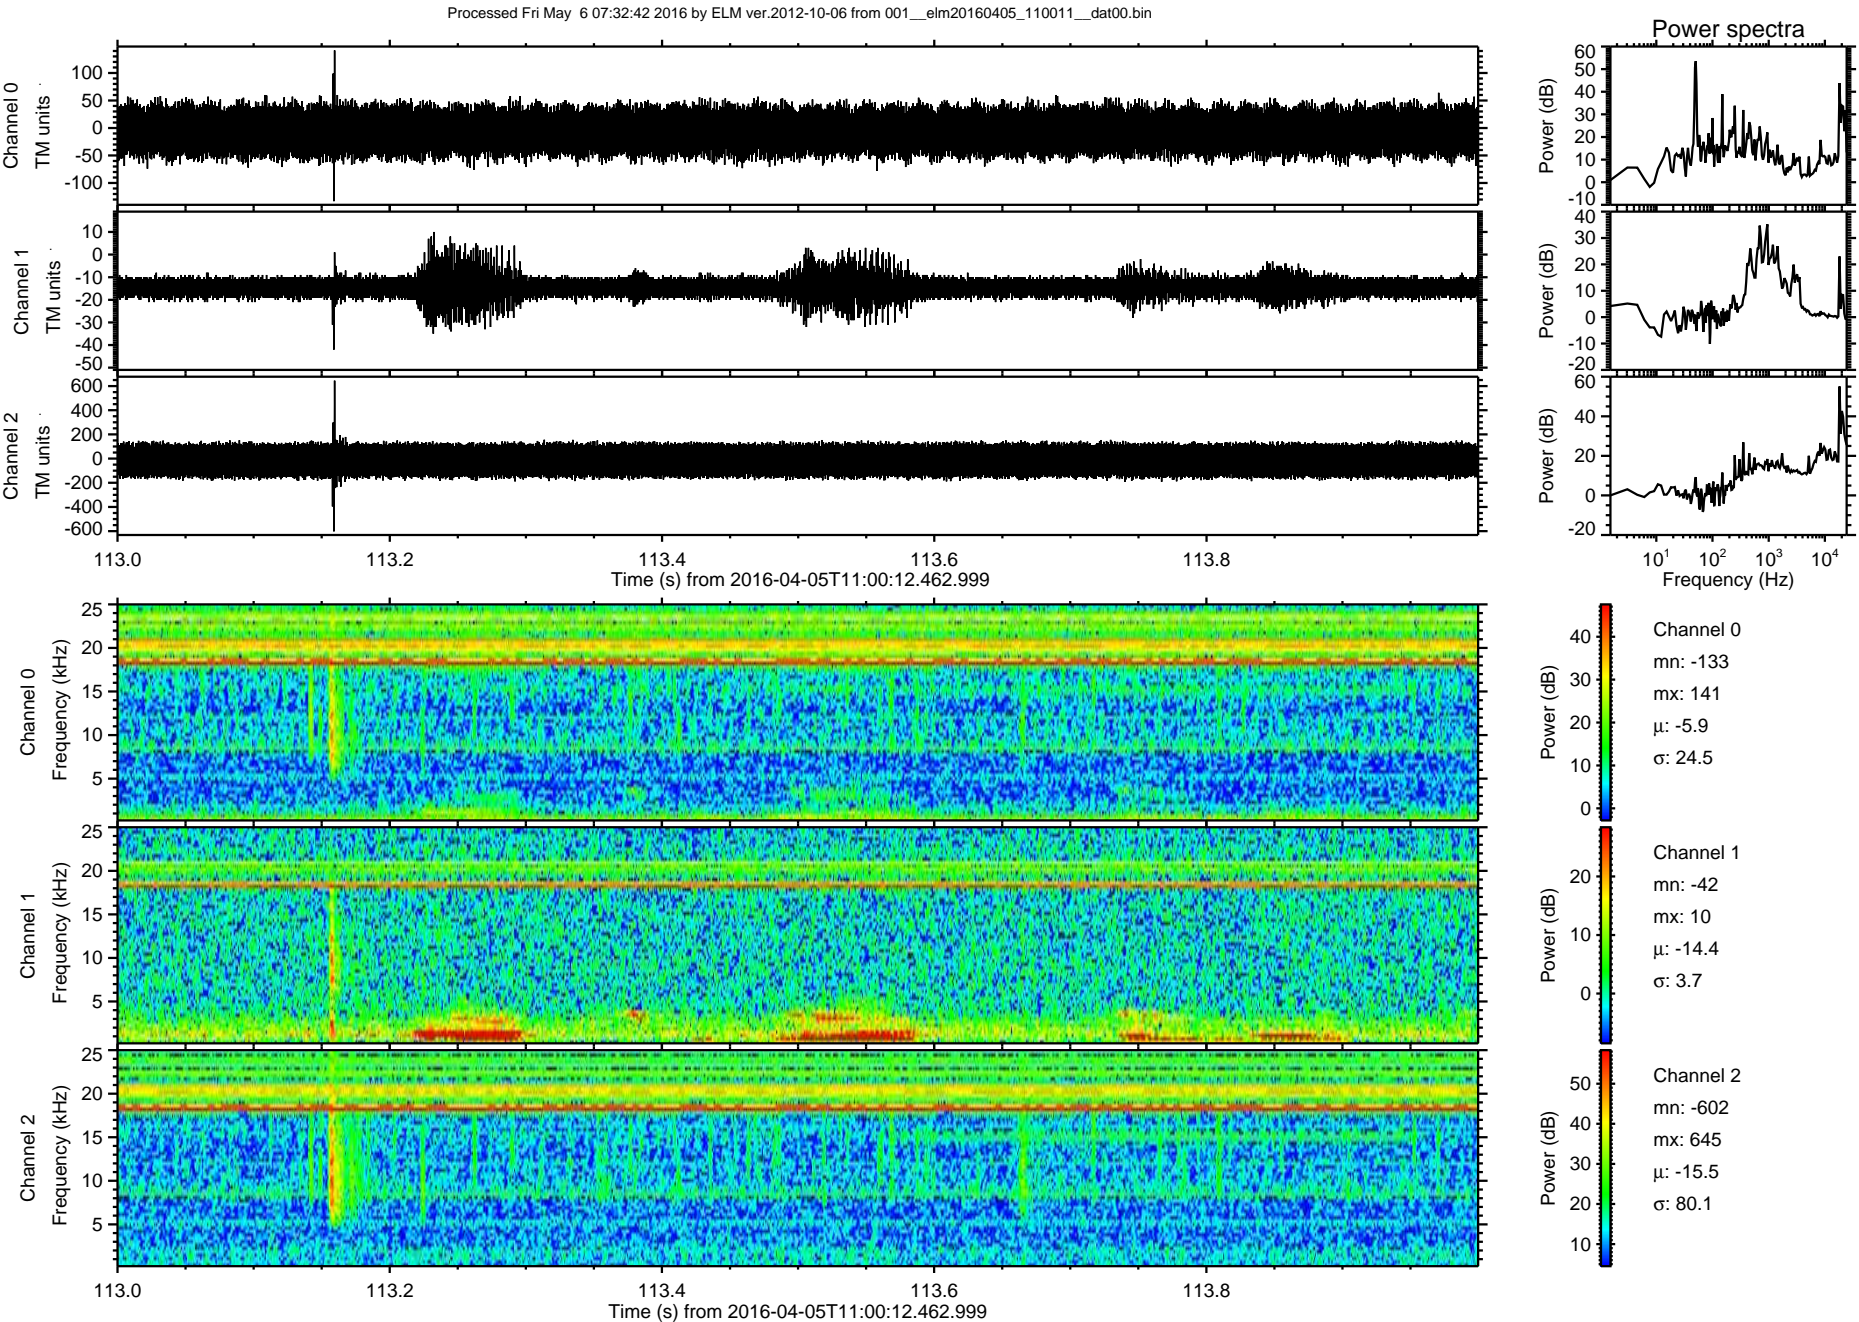 Processed Fri May 6 07:32:42 2016 by ELM ver.2012-10-06 from 001__elm20160405_110011__dat00.bin
Power spectra
Channel 0
TM units
100
50
0
-50
-100
Power (dB)
60
50
40
30
20
10
0
-10
Channel 1
TM units
10
0
-10
-20
-30
-40
-50
Power (dB)
40
30
20
10
0
-10
-20
Channel 2
TM units
600
400
200
0
-200
-400
-600
Power (dB)
60
40
20
0
-20
113.0 113.2 113.4 113.6 113.8
Time (s) from 2016-04-05T11:00:12.462.999
10^1 10^2 10^3 10^4
Frequency (Hz)
Channel 0
Frequency (kHz)
25
20
15
10
5
Power (dB)
40
30
20
10
0
Channel 0
mn: -133
mx: 141
μ: -5.9
σ: 24.5
Channel 1
Frequency (kHz)
25
20
15
10
5
Power (dB)
20
10
0
Channel 1
mn: -42
mx: 10
μ: -14.4
σ: 3.7
Channel 2
Frequency (kHz)
25
20
15
10
5
Power (dB)
50
40
30
20
10
Channel 2
mn: -602
mx: 645
μ: -15.5
σ: 80.1
113.0 113.2 113.4 113.6 113.8
Time (s) from 2016-04-05T11:00:12.462.999